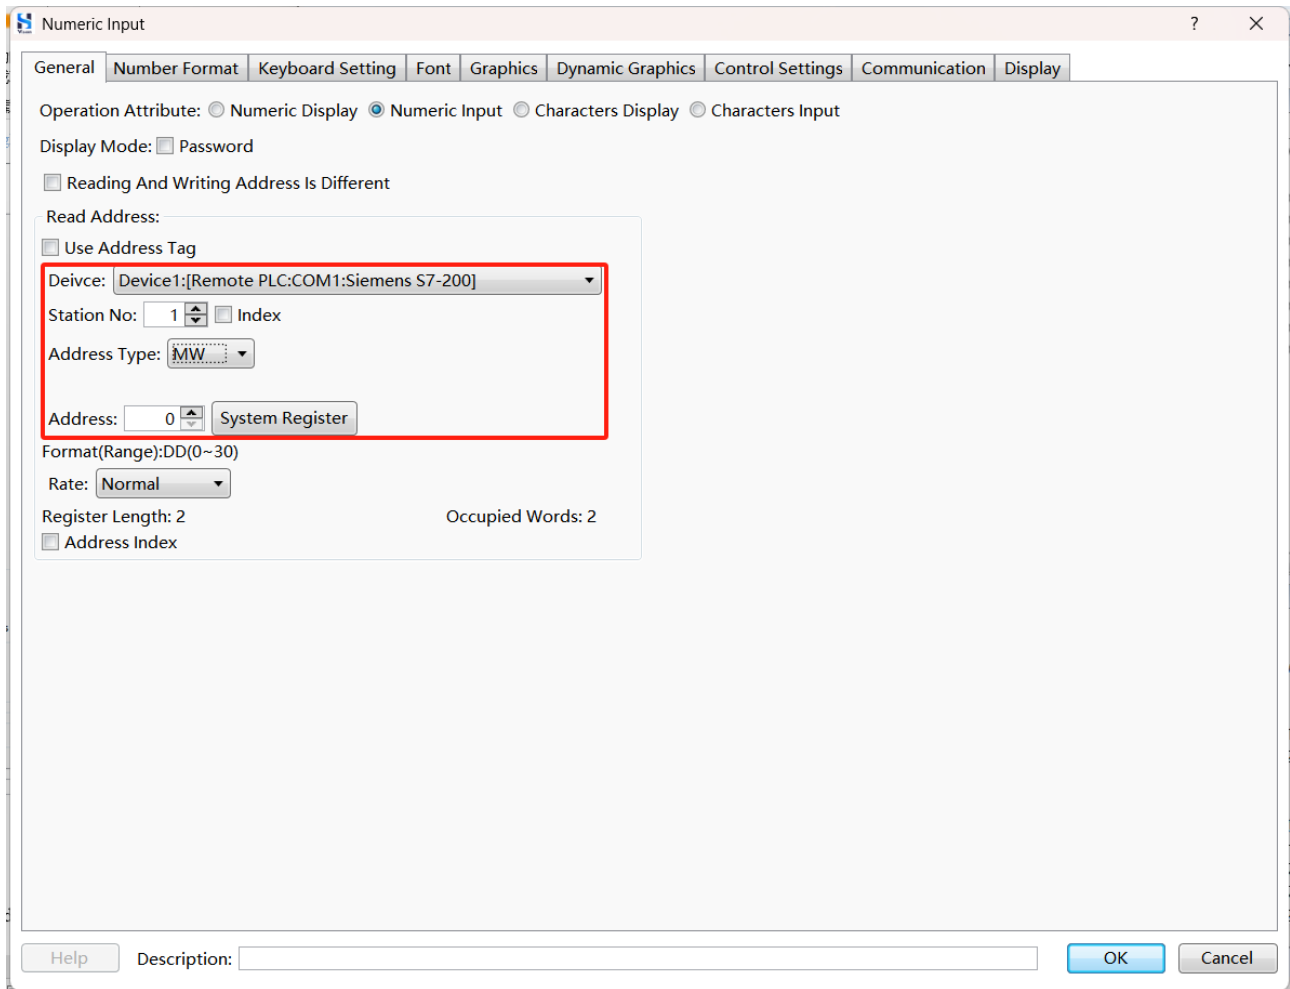 Numeric Input ?
General Number Format Keyboard Setting Font Graphics Dynamic Graphics Control Settings Communication Display
Operation Attribute: Numeric Display Numeric Input Characters Display Characters Input
Display Mode: Password
Reading And Writing Address Is Different
Read Address:
Use Address Tag
Deivce: Device1:[Remote PLC:COM1:Siemens S7-200]
Station No: 1 Index
Address Type: MW
Address: 0 System Register
Format(Range):DD(0~30)
Rate: Normal
Register Length: 2 Occupied Words: 2
Address Index
Help Description: OK Cancel